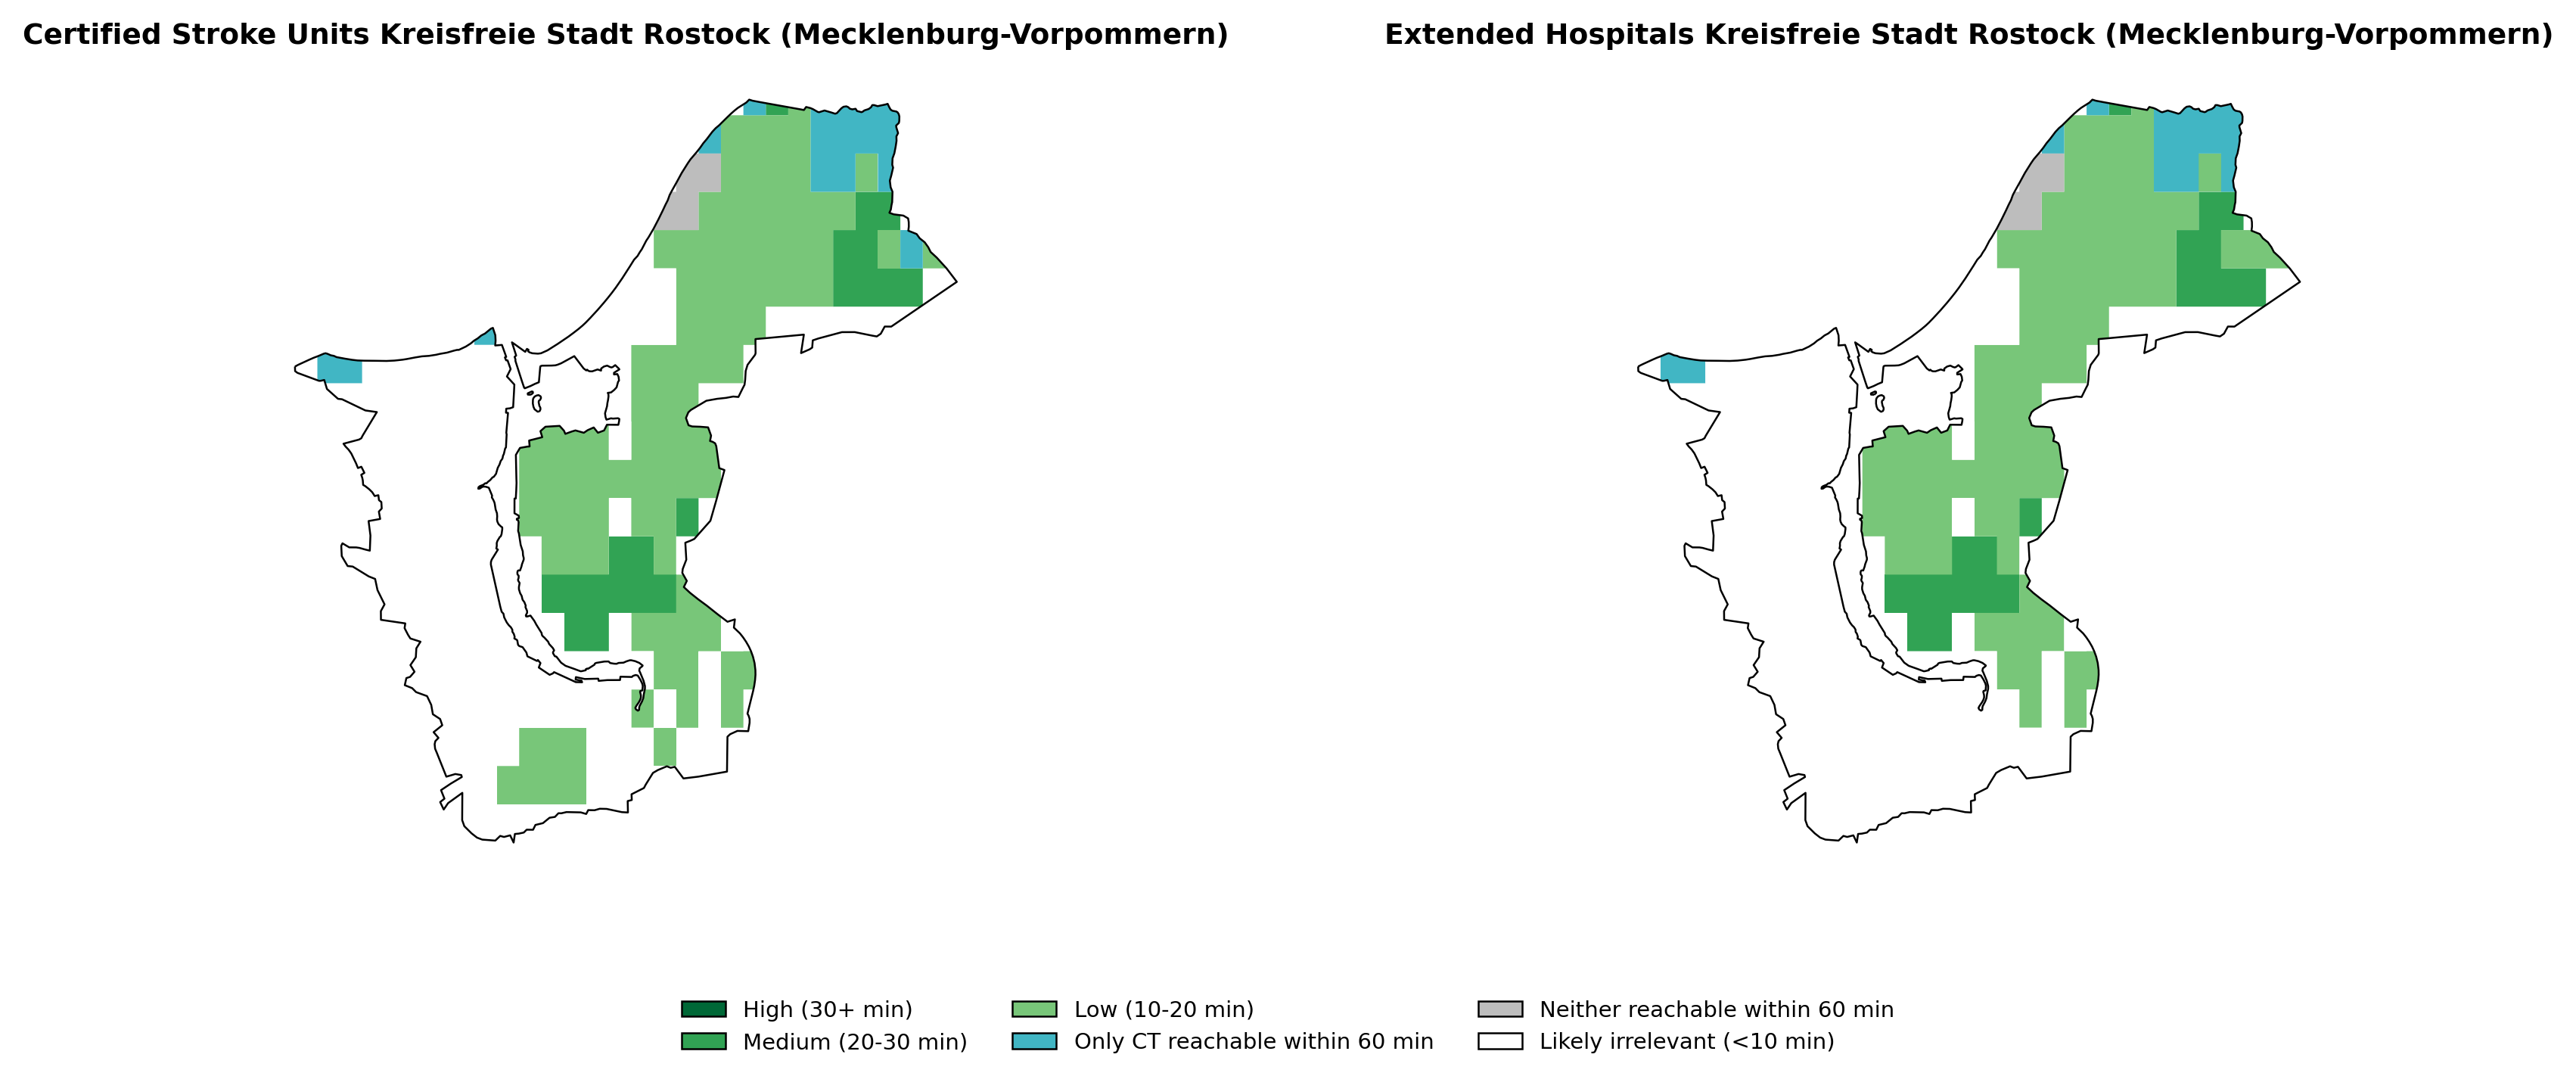 Certified Stroke Units Kreisfreie Stadt Rostock (Mecklenburg-Vorpommern)
Extended Hospitals Kreisfreie Stadt Rostock (Mecklenburg-Vorpommern)
High (30+ min)
Medium (20-30 min)
Low (10-20 min)
Only CT reachable within 60 min
Neither reachable within 60 min
Likely irrelevant (<10 min)